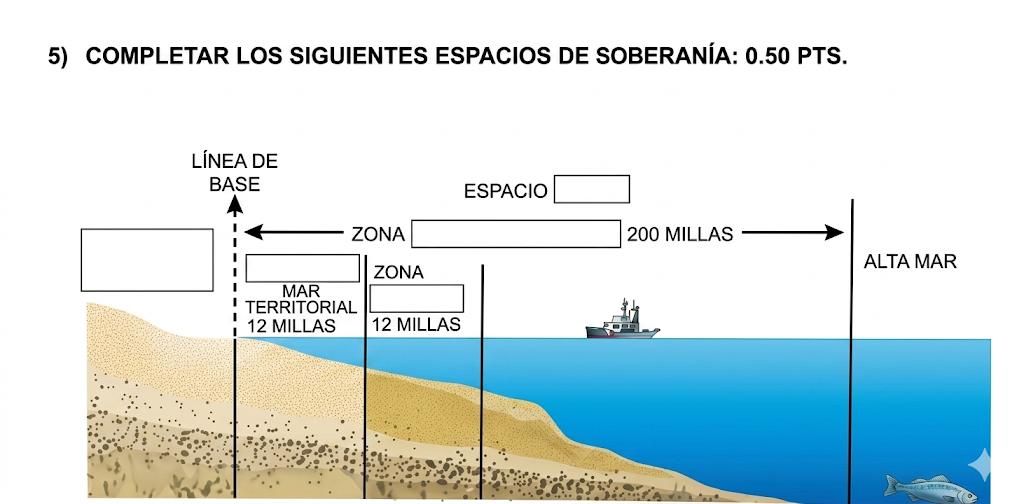 5) COMPLETAR LOS SIGUIENTES ESPACIOS DE SOBERANÍA: 0.50 PTS.
LÍNEA DE
BASE
ESPACIO
ZONA 200 MILLAS
ALTA MAR
ZONA
MAR
TERRITORIAL
12 MILLAS
12 MILLAS